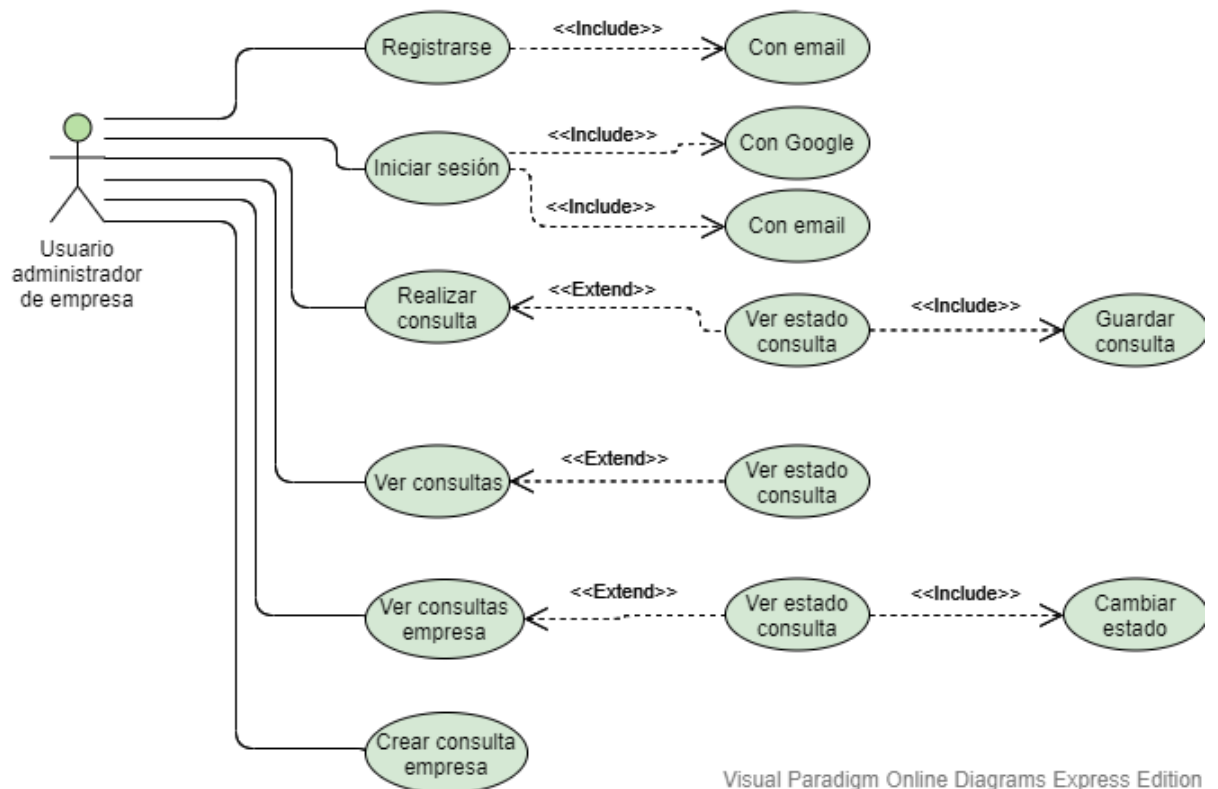 Registrarse
<<Include>>
Con email
Iniciar sesión
<<Include>>
Con Google
<<Include>>
Con email
Usuario
administrador
de empresa
Realizar
consulta
<<Extend>>
Ver estado
consulta
<<Include>>
Guardar
consulta
Ver consultas
<<Extend>>
Ver estado
consulta
Ver consultas
empresa
<<Extend>>
Ver estado
consulta
<<Include>>
Cambiar
estado
Crear consulta
empresa
Visual Paradigm Online Diagrams Express Edition